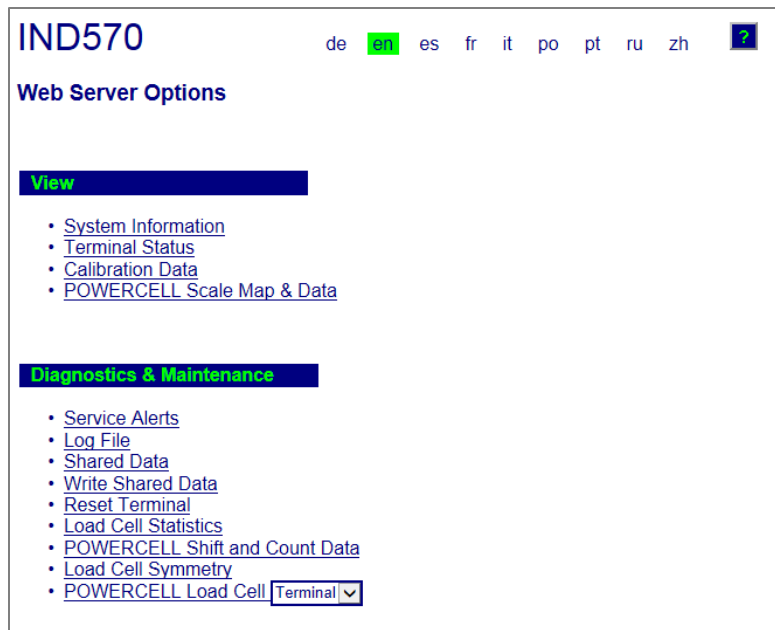 IND570 de en es fr it po pt ru zh ?
Web Server Options
View
• System Information
• Terminal Status
• Calibration Data
• POWERCELL Scale Map & Data
Diagnostics & Maintenance
• Service Alerts
• Log File
• Shared Data
• Write Shared Data
• Reset Terminal
• Load Cell Statistics
• POWERCELL Shift and Count Data
• Load Cell Symmetry
• POWERCELL Load Cell Terminal